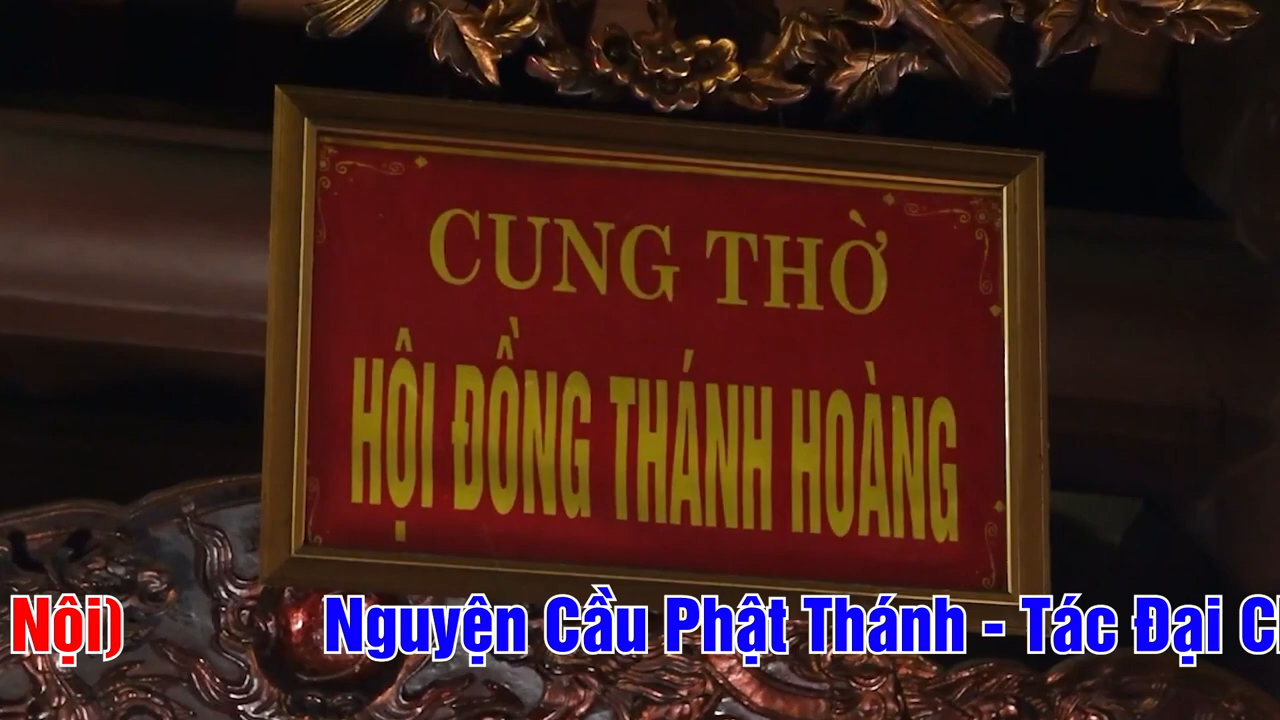 CUNG THỜ
HỘI ĐỒNG THÁNH HOÀNG
Nội) Nguyện Cầu Phật Thánh - Tác Đại